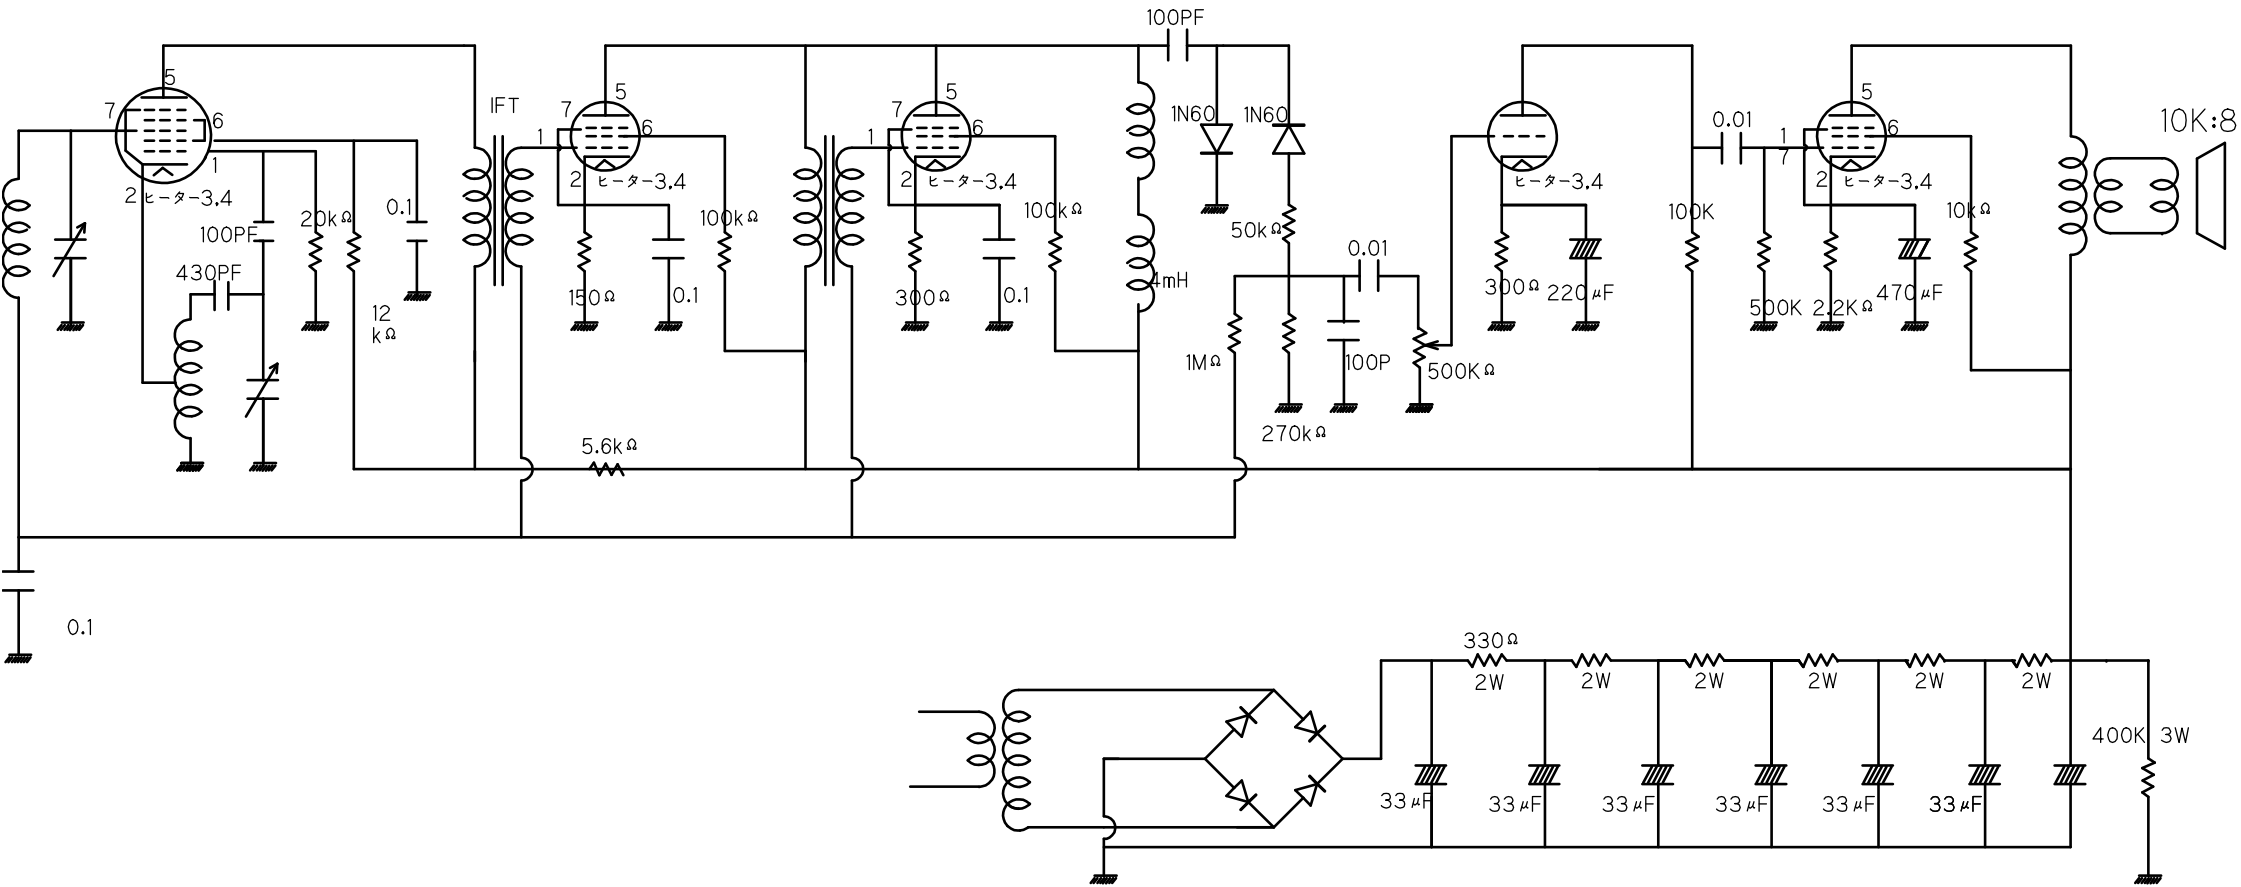 100PF
5
7
6
1
2
ヒーター3.4
100PF
430PF
20kΩ
12
kΩ
0.1
IFT
5
7
6
1
2
ヒーター3.4
150Ω
0.1
100kΩ
5
7
6
1
2
ヒーター3.4
300Ω
0.1
100kΩ
4mH
1N60
1N60
50kΩ
0.01
1MΩ
270kΩ
100P
500KΩ
ヒーター3.4
300Ω
220μF
100K
0.01
5
1
7
6
2
ヒーター3.4
500K
2.2KΩ
470μF
10kΩ
10K:8
5.6kΩ
0.1
330Ω
2W
2W
2W
2W
2W
2W
400K 3W
33μF
33μF
33μF
33μF
33μF
33μF